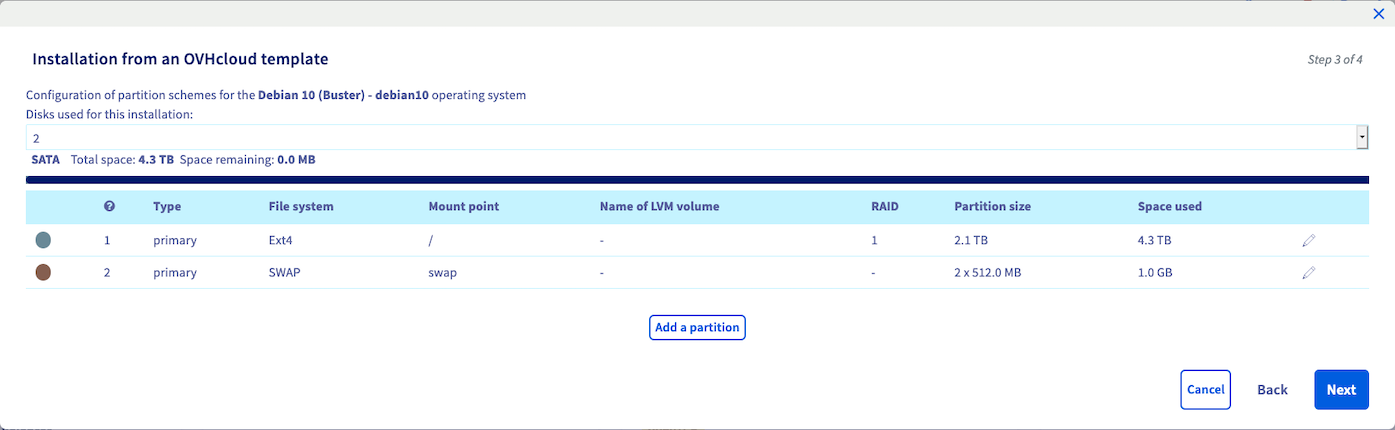 Installation from an OVHcloud template
Step 3 of 4
Configuration of partition schemes for the Debian 10 (Buster) - debian10 operating system
Disks used for this installation:
2
SATA Total space: 4.3 TB Space remaining: 0.0 MB
? Type File system Mount point Name of LVM volume RAID Partition size Space used
1 primary Ext4 / - 1 2.1 TB 4.3 TB
2 primary SWAP swap - - 2 x 512.0 MB 1.0 GB
Add a partition
Cancel Back Next